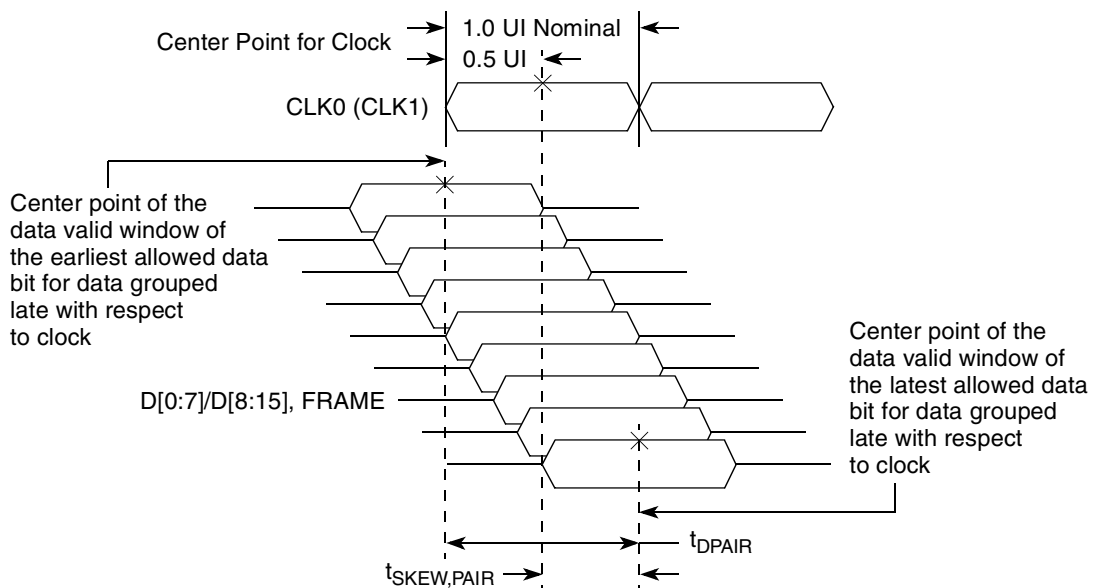 1.0 UI Nominal
Center Point for Clock
0.5 UI
CLK0 (CLK1)
Center point of the
data valid window of
the earliest allowed data
bit for data grouped
late with respect
to clock
Center point of the
data valid window of
the latest allowed data
bit for data grouped
late with respect
to clock
D[0:7]/D[8:15], FRAME
tDPAIR
tSKEW,PAIR